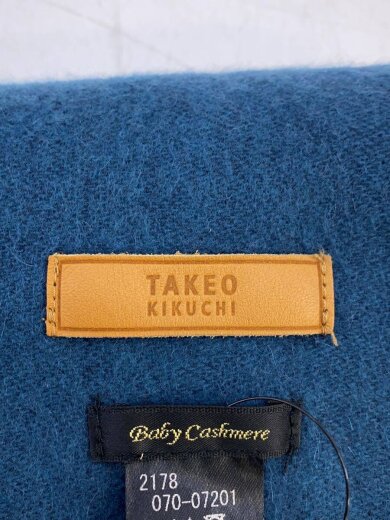 TAKEO
KIKUCHI
Baby Cashmere
2178
070-07201